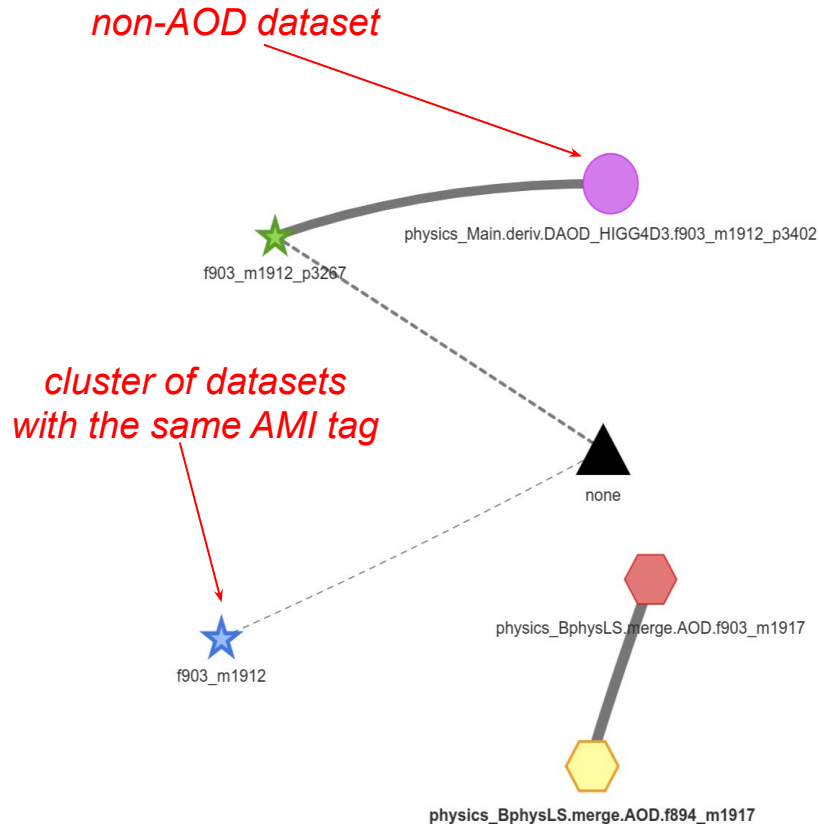 non-AOD dataset
physics_Main.deriv.DAOD_HIGG4D3.f903_m1912_p3402
f903_m1912_p3267
cluster of datasets
with the same AMI tag
none
physics_BphysLS.merge.AOD.f903_m1917
f903_m1912
physics_BphysLS.merge.AOD.f894_m1917